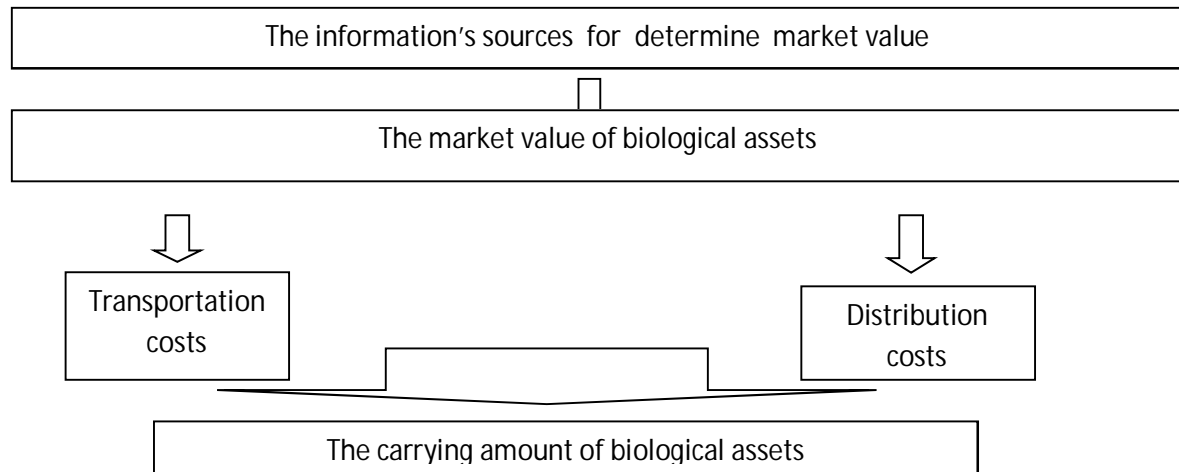 The information's sources for determine market value
The market value of biological assets
Transportation
costs
Distribution
costs
The carrying amount of biological assets